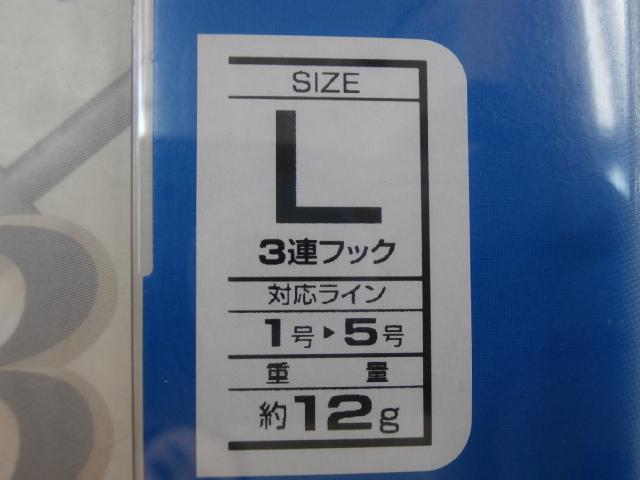 SIZE
L
3連フック
対応ライン
1号▶5号
重量
約12g